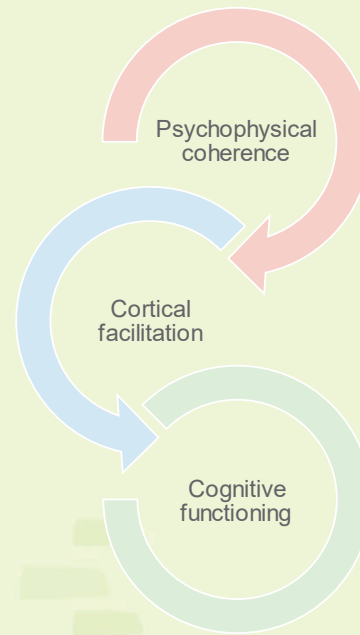 Psychophysical
coherence
Cortical
facilitation
Cognitive
functioning